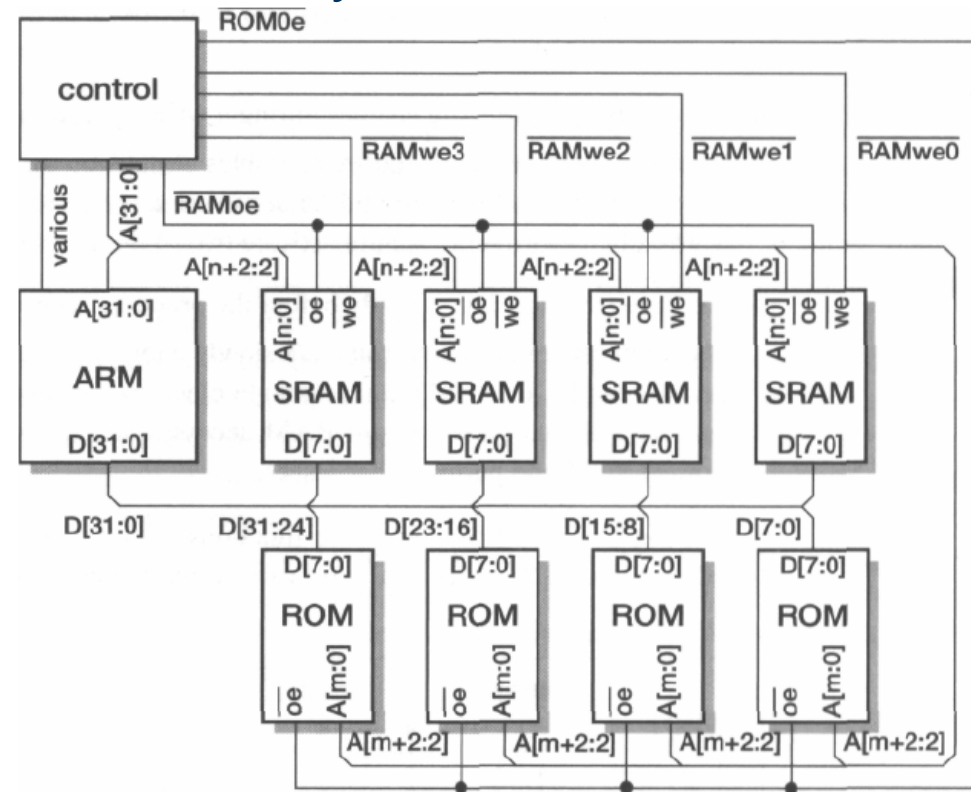 ROM0e
control
RAMwe3 RAMwe2 RAMwe1 RAMwe0
various
A[31:0]
RAMoe
A[n+2:2] A[n+2:2] A[n+2:2] A[n+2:2]
A[31:0]
ARM
D[31:0]
A[n:0] oe we
SRAM
D[7:0]
A[n:0] oe we
SRAM
D[7:0]
A[n:0] oe we
SRAM
D[7:0]
A[n:0] oe we
SRAM
D[7:0]
D[31:0] D[31:24] D[23:16] D[15:8] D[7:0]
D[7:0]
ROM
oe A[m:0]
D[7:0]
ROM
oe A[m:0]
D[7:0]
ROM
oe A[m:0]
D[7:0]
ROM
oe A[m:0]
A[m+2:2] A[m+2:2] A[m+2:2] A[m+2:2]